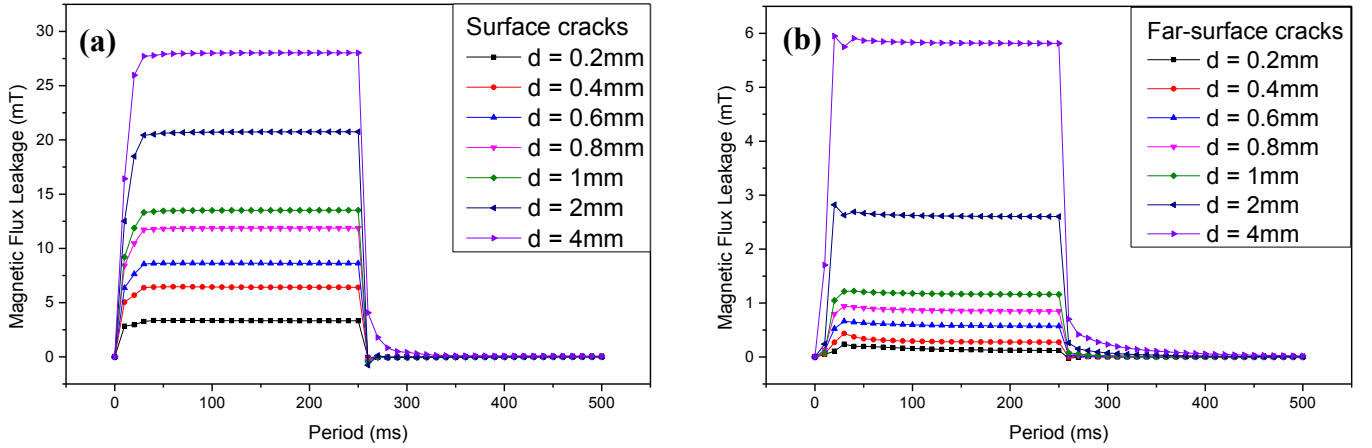 (a)
Surface cracks
d = 0.2mm
d = 0.4mm
d = 0.6mm
d = 0.8mm
d = 1mm
d = 2mm
d = 4mm
Magnetic Flux Leakage (mT)
30
25
20
15
10
5
0
0 100 200 300 400 500
Period (ms)
(b)
Far-surface cracks
d = 0.2mm
d = 0.4mm
d = 0.6mm
d = 0.8mm
d = 1mm
d = 2mm
d = 4mm
Magnetic Flux Leakage (mT)
6
5
4
3
2
1
0
0 100 200 300 400 500
Period (ms)